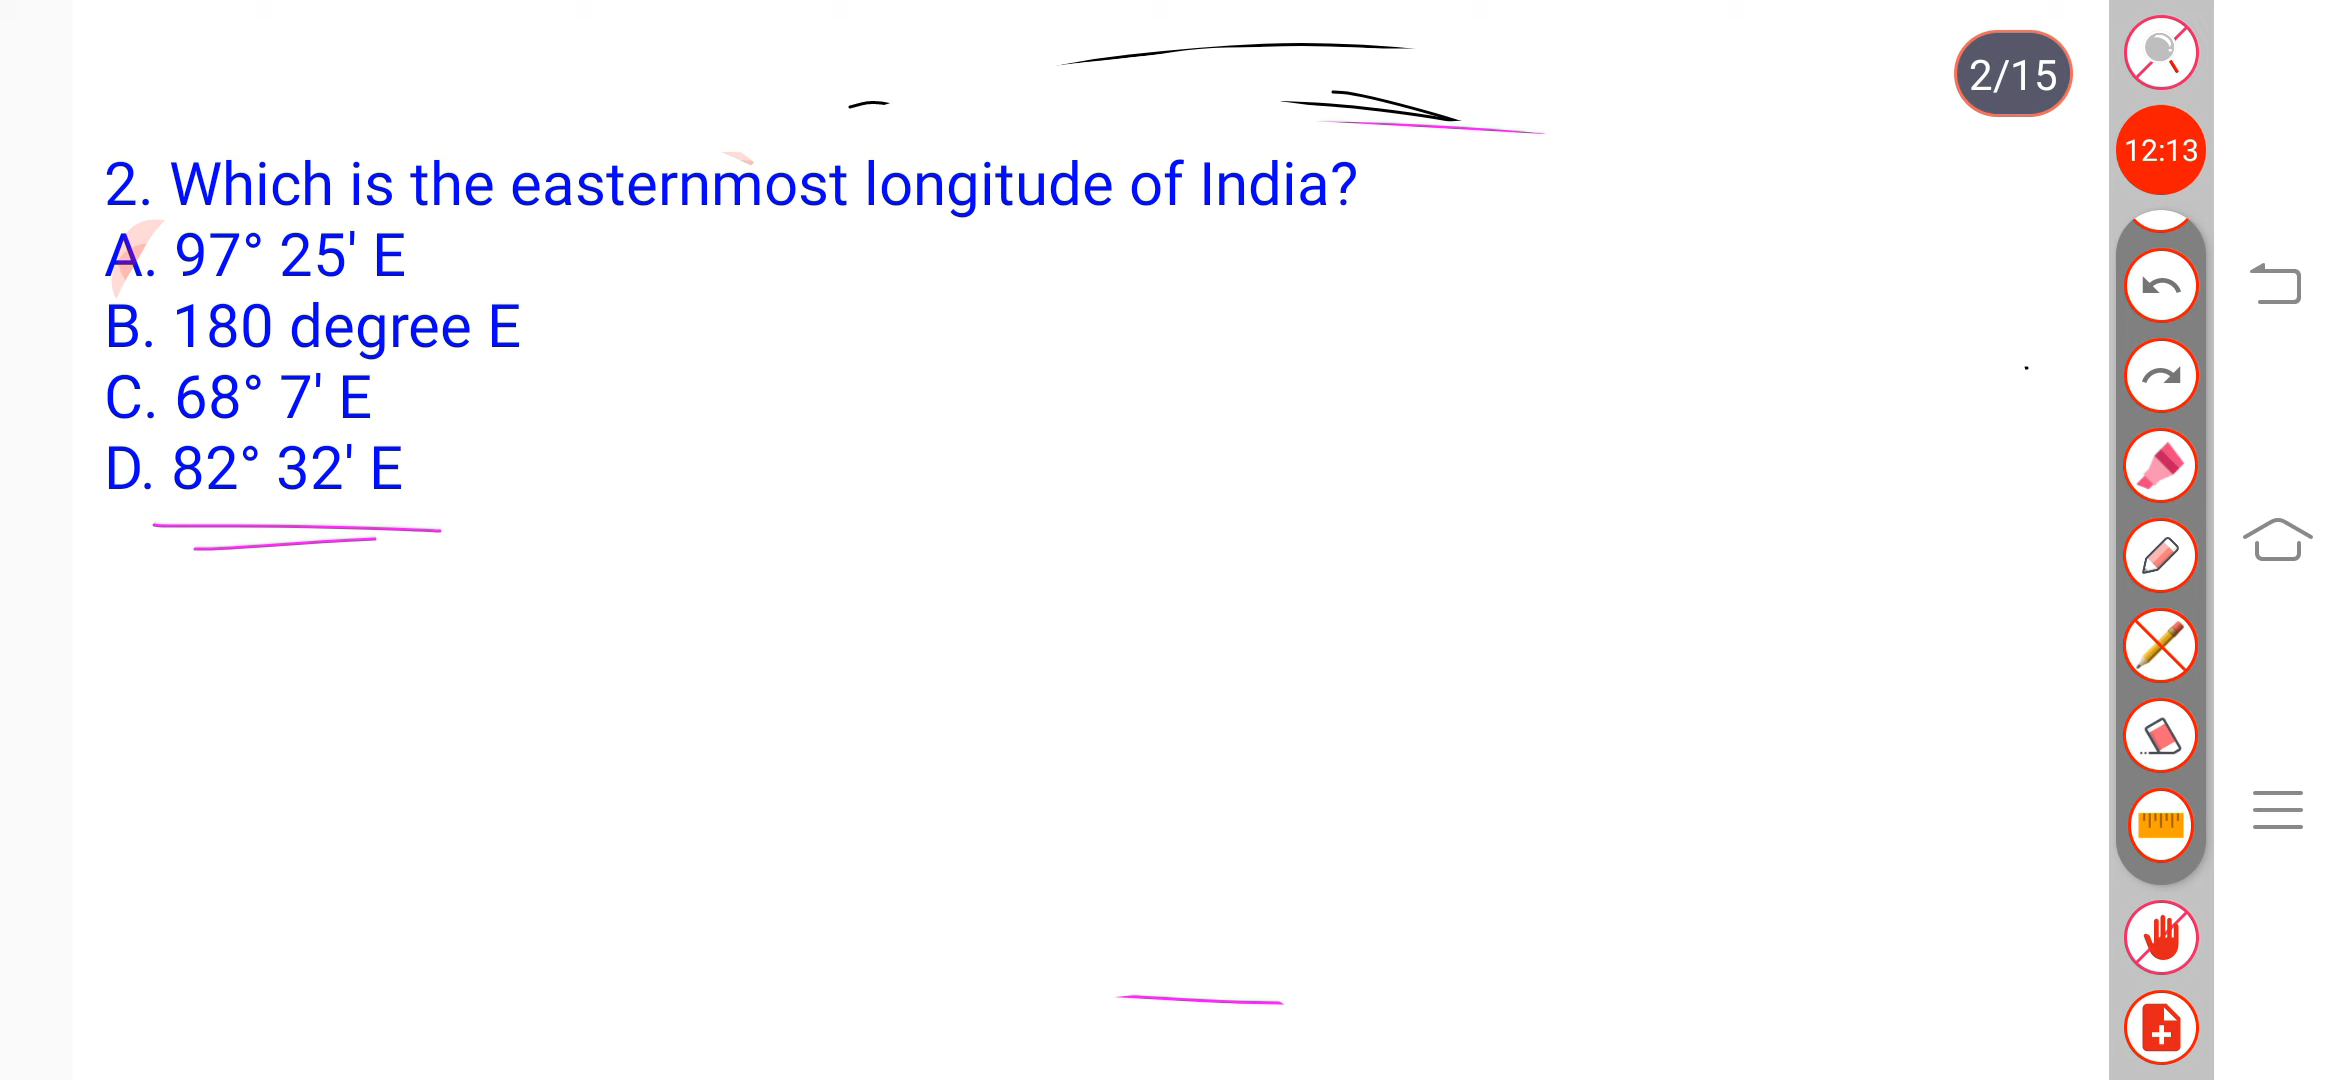 2/15
12:13
2. Which is the easternmost longitude of India?
A. 97° 25' E
B. 180 degree E
C. 68° 7' E
D. 82° 32' E